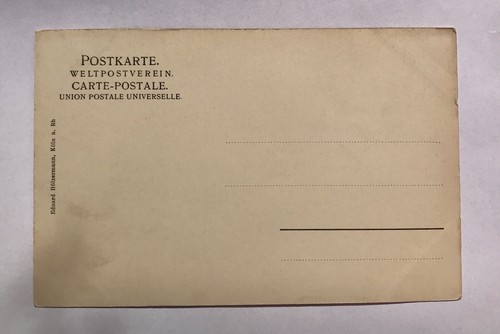 POSTKARTE.
WELTPOSTVEREIN.
CARTE-POSTALE.
UNION POSTALE UNIVERSELLE.
Eduard Hölzermann, Köln a. Rh